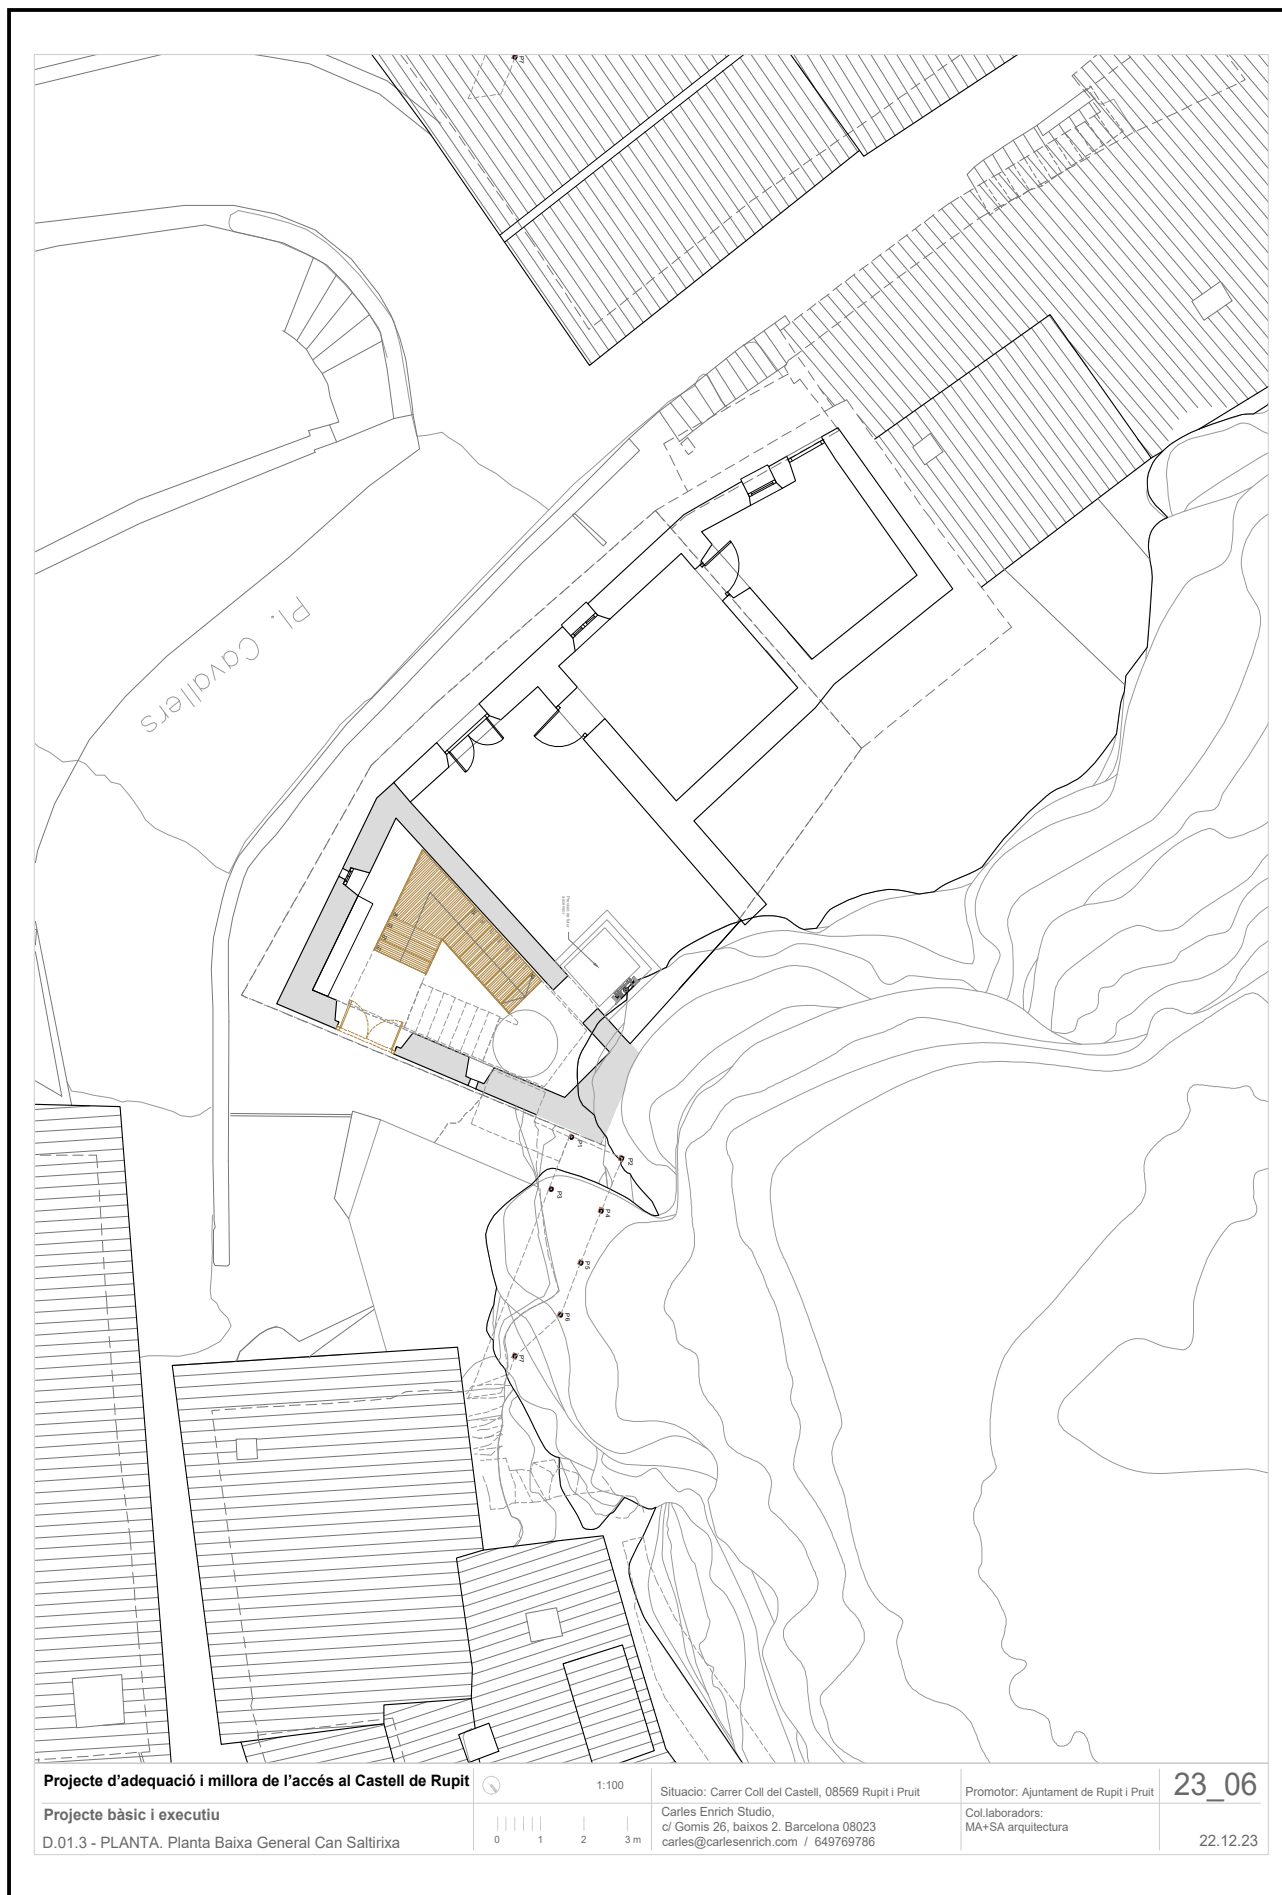 P7
Pl. Cavallers
P1
P2
P3
P4
P5
P6
P7
Projecte d’adequació i millora de l’accés al Castell de Rupit
Projecte bàsic i executiu
D.01.3 - PLANTA. Planta Baixa General Can Saltirixa
1:100
0 1 2 3 m
Situacio: Carrer Coll del Castell, 08569 Rupit i Pruit
Carles Enrich Studio,
c/ Gomis 26, baixos 2. Barcelona 08023
carles@carlesenrich.com / 649769786
Promotor: Ajuntament de Rupit i Pruit
Col.laboradors:
MA+SA arquitectura
23_06
22.12.23